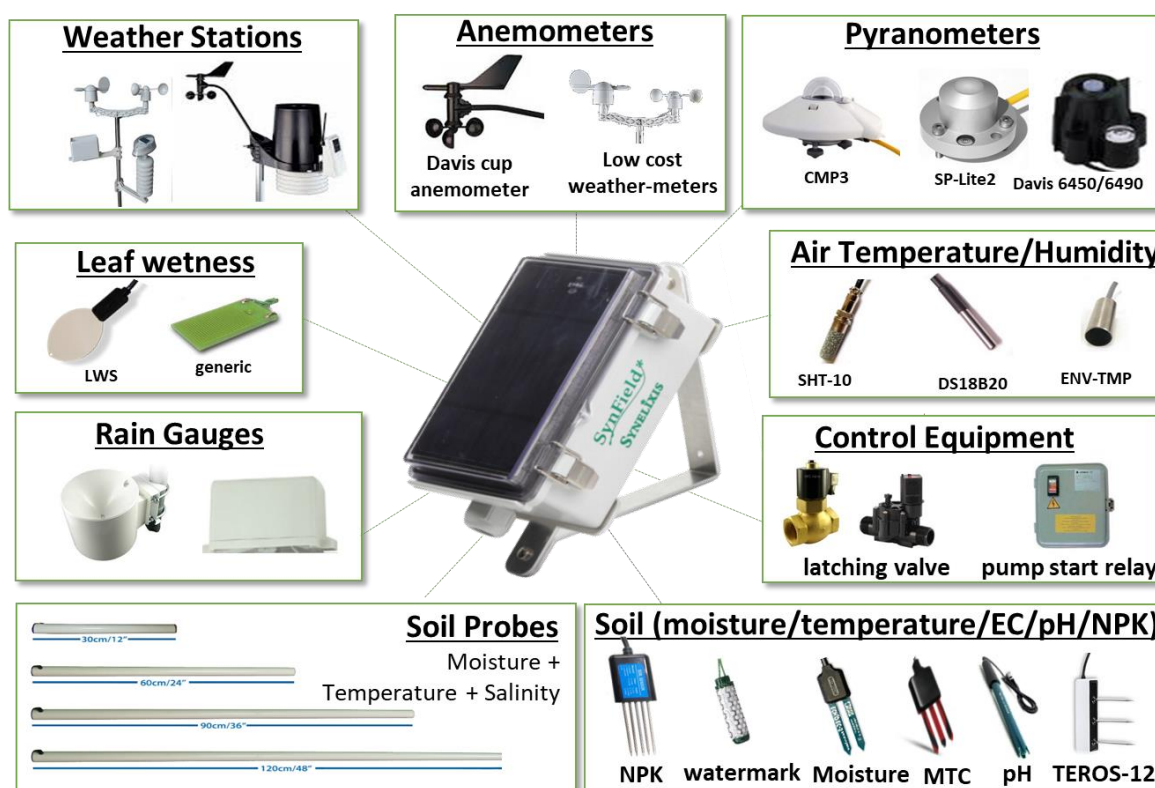 Weather Stations
Anemometers
Davis cup
anemometer
Low cost
weather-meters
Pyranometers
CMP3
SP-Lite2
Davis 6450/6490
Leaf wetness
LWS
generic
Air Temperature/Humidity
SHT-10
DS18B20
ENV-TMP
Rain Gauges
SynField*
SYNELIXIS
Control Equipment
latching valve
pump start relay
Soil Probes
Moisture +
Temperature + Salinity
30cm/12"
60cm/24"
90cm/36"
120cm/48"
Soil (moisture/temperature/EC/pH/NPK)
NPK
watermark
Moisture
MTC
pH
TEROS-12